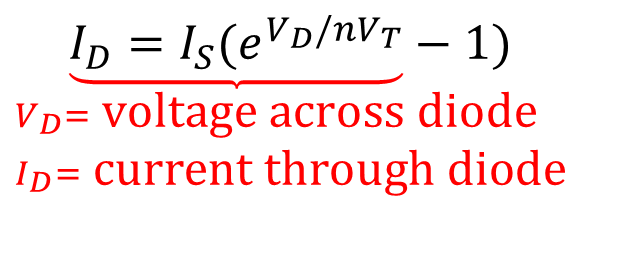 I_D = I_S(e^{V_D/nV_T} − 1)
V_D= voltage across diode
I_D= current through diode